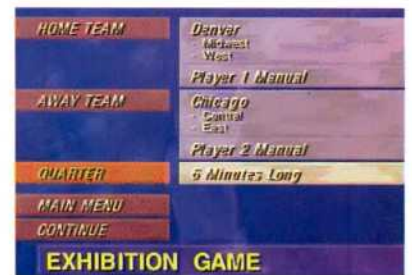 HOME TEAM
Denver
- Midwest
- West
Player 1 Manual
AWAY TEAM
Chicago
- Central
- East
Player 2 Manual
QUARTER
5 Minutes Long
MAIN MENU
CONTINUE
EXHIBITION GAME